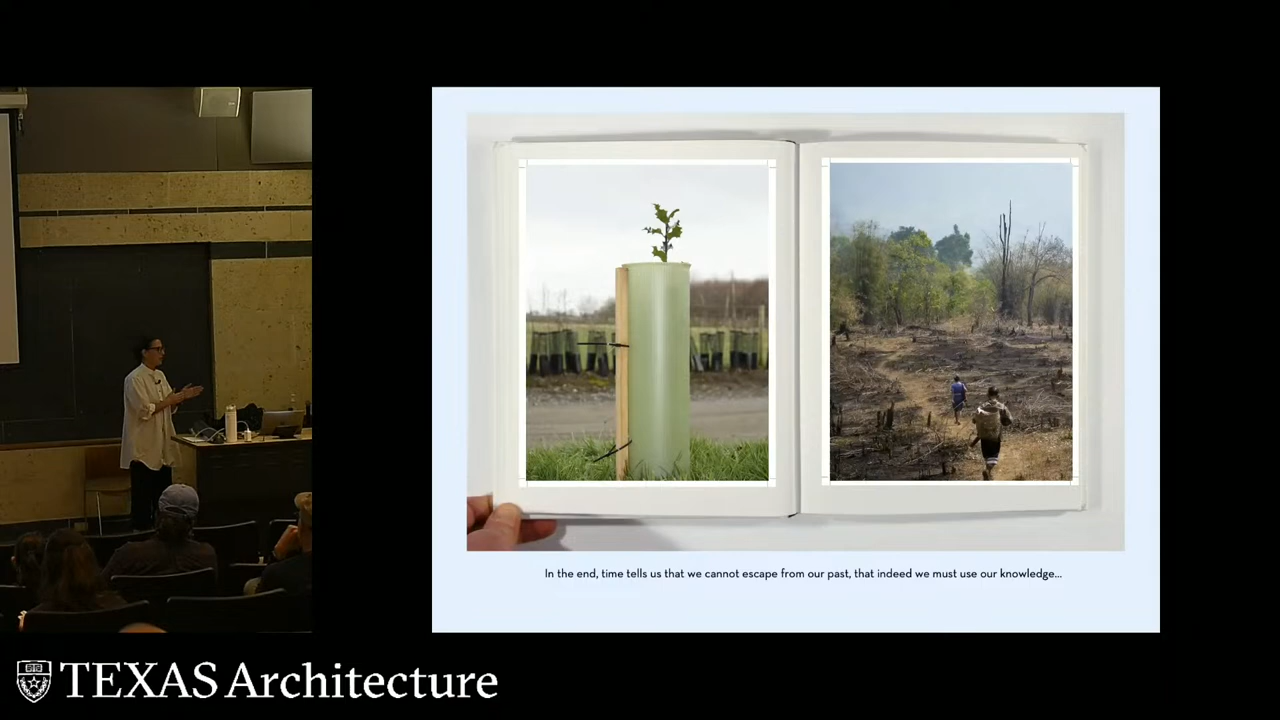 In the end, time tells us that we cannot escape from our past, that indeed we must use our knowledge...
TEXAS Architecture